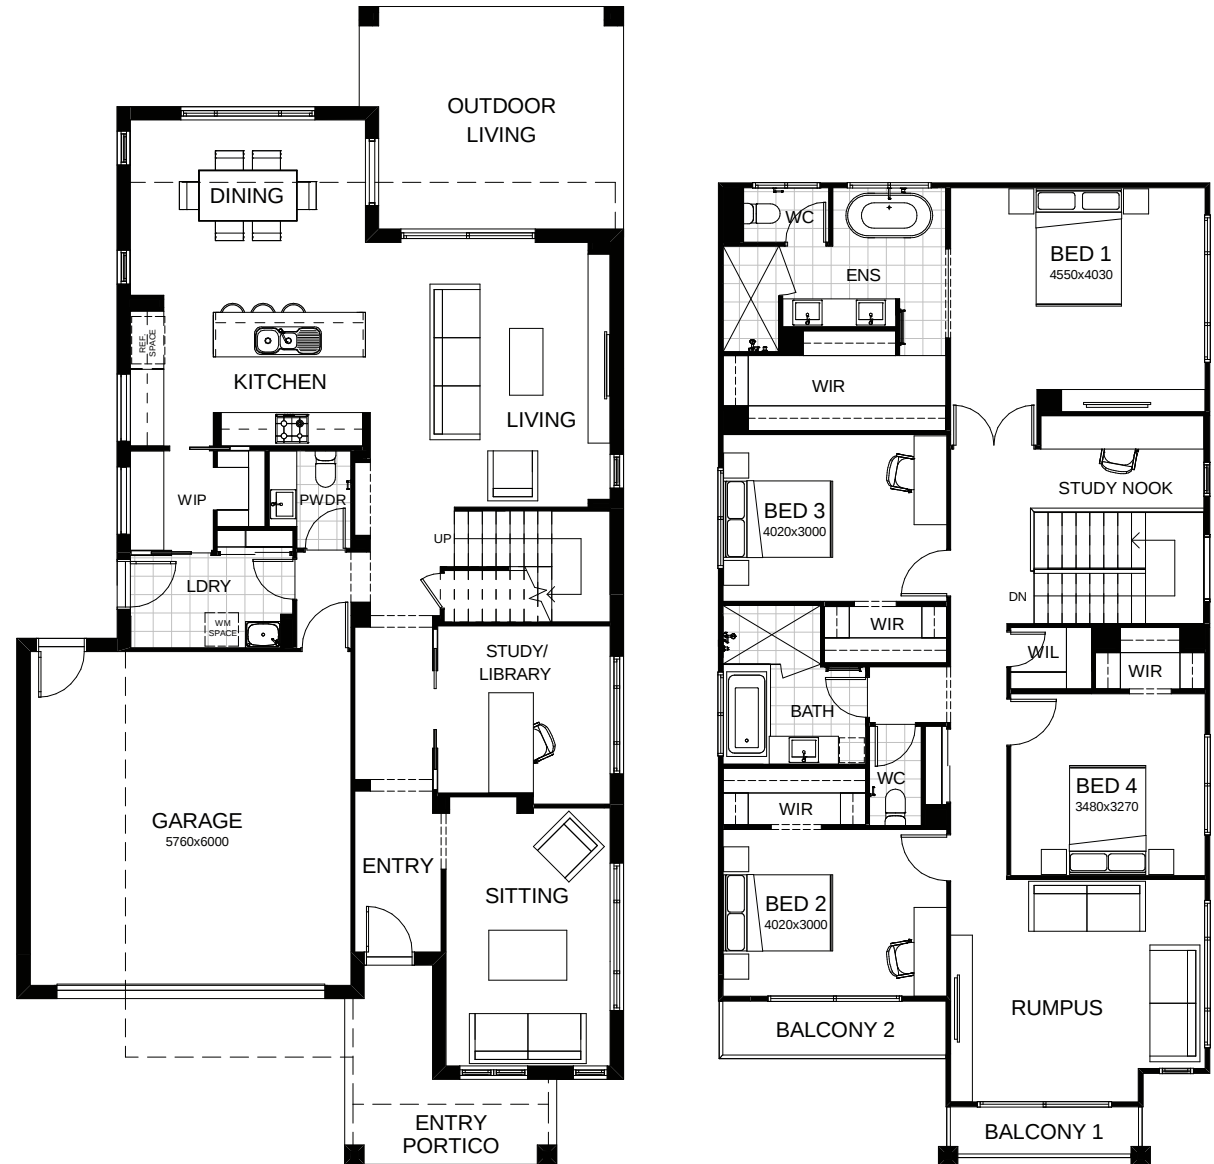 OUTDOOR
LIVING
DINING
REF.
SPACE
KITCHEN
LIVING
WIP
PWDR
UP
LDRY
WM
SPACE
STUDY/
LIBRARY
GARAGE
5760x6000
ENTRY
SITTING
ENTRY
PORTICO
WC
ENS
BED 1
4550x4030
WIR
STUDY NOOK
BED 3
4020x3000
DN
WIR
WIL
WIR
BATH
WC
BED 4
3480x3270
WIR
BED 2
4020x3000
RUMPUS
BALCONY 2
BALCONY 1